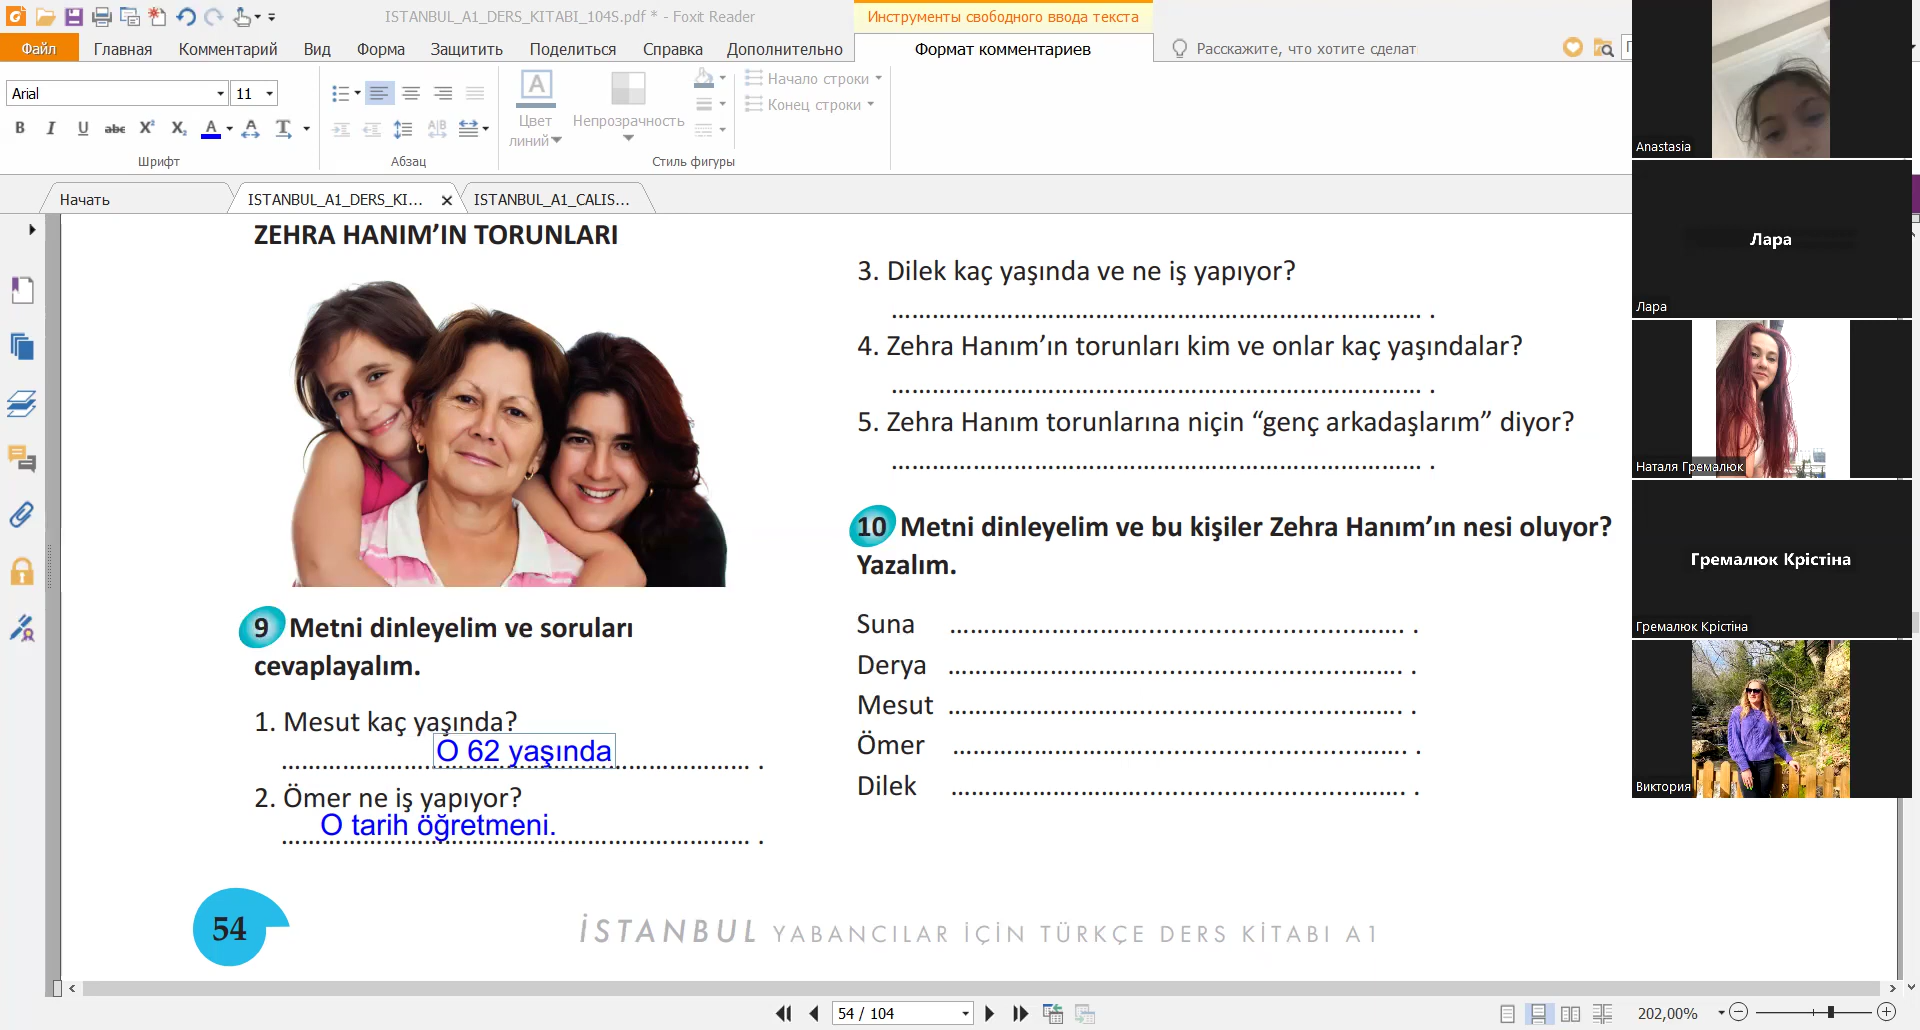 ISTANBUL_A1_DERS_KITABI_104S.pdf * - Foxit Reader
Инструменты свободного ввода текста
Файл
Главная
Комментарий
Вид
Форма
Защитить
Поделиться
Справка
Дополнительно
Формат комментариев
Расскажите, что хотите сделат
Arial
11
Цвет линий
Непрозрачность
Начало строки
Конец строки
Шрифт
Абзац
Стиль фигуры
Начать
ISTANBUL_A1_DERS_KI...
ISTANBUL_A1_CALIS...
ZEHRA HANIM’IN TORUNLARI
9 Metni dinleyelim ve soruları
cevaplayalım.
1. Mesut kaç yaşında?
O 62 yaşında
2. Ömer ne iş yapıyor?
O tarih öğretmeni.
3. Dilek kaç yaşında ve ne iş yapıyor?
4. Zehra Hanım’ın torunları kim ve onlar kaç yaşındalar?
5. Zehra Hanım torunlarına niçin “genç arkadaşlarım” diyor?
10 Metni dinleyelim ve bu kişiler Zehra Hanım’ın nesi oluyor?
Yazalım.
Suna
Derya
Mesut
Ömer
Dilek
54
İSTANBUL YABANCILAR İÇİN TÜRKÇE DERS KİTABI A1
54 / 104
202,00%
Anastasia
Лара
Лара
Наталя Гремалюк
Гремалюк Крістіна
Гремалюк Крістіна
Виктория